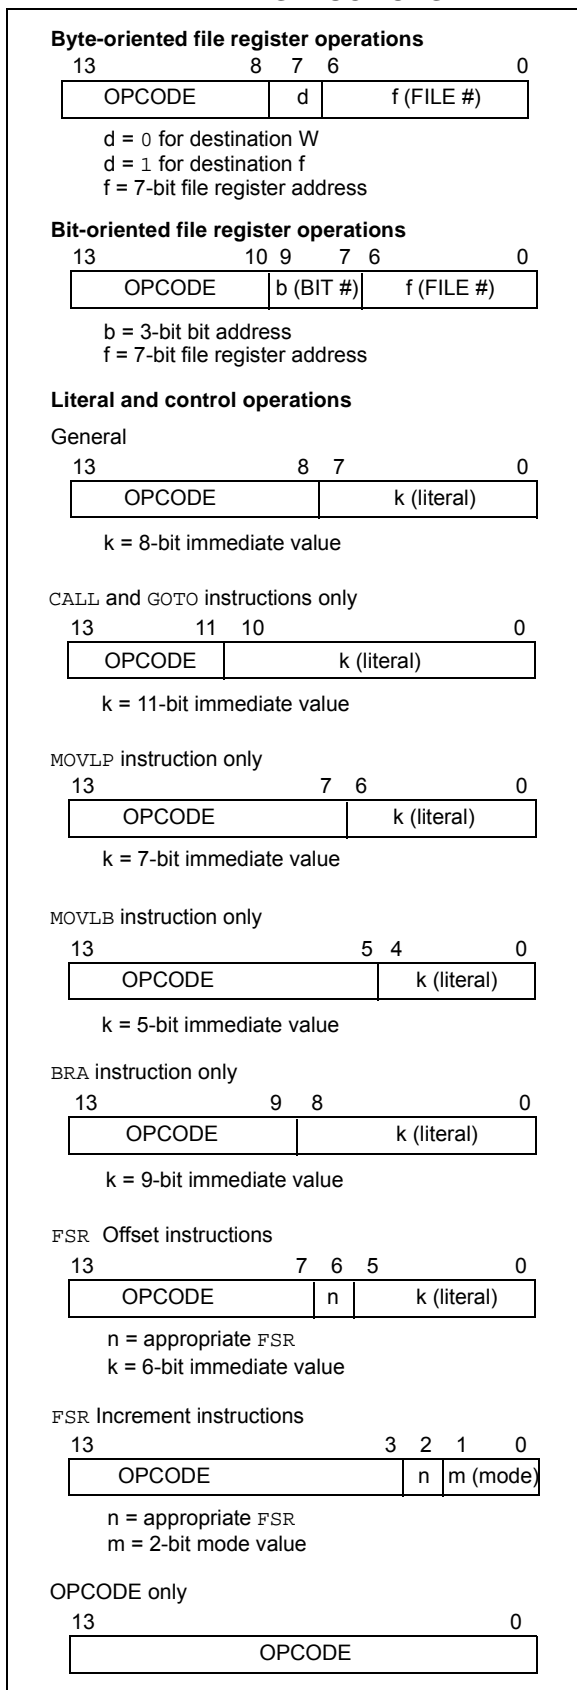 Byte-oriented file register operations
13 8 7 6 0
OPCODE d f (FILE #)
d = 0 for destination W
d = 1 for destination f
f = 7-bit file register address
Bit-oriented file register operations
13 10 9 7 6 0
OPCODE b (BIT #) f (FILE #)
b = 3-bit bit address
f = 7-bit file register address
Literal and control operations
General
13 8 7 0
OPCODE k (literal)
k = 8-bit immediate value
CALL and GOTO instructions only
13 11 10 0
OPCODE k (literal)
k = 11-bit immediate value
MOVLP instruction only
13 7 6 0
OPCODE k (literal)
k = 7-bit immediate value
MOVLB instruction only
13 5 4 0
OPCODE k (literal)
k = 5-bit immediate value
BRA instruction only
13 9 8 0
OPCODE k (literal)
k = 9-bit immediate value
FSR Offset instructions
13 7 6 5 0
OPCODE n k (literal)
n = appropriate FSR
k = 6-bit immediate value
FSR Increment instructions
13 3 2 1 0
OPCODE n m (mode)
n = appropriate FSR
m = 2-bit mode value
OPCODE only
13 0
OPCODE